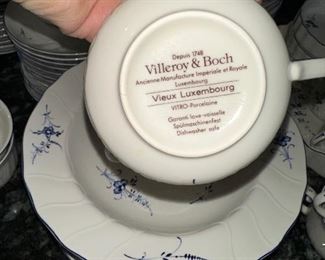 Depuis 1748
Villeroy & Boch
Ancienne Manufacture Impériale et Royale
Luxembourg
Vieux Luxembourg
VITRO-Porcelaine
Garanti lave-vaisselle
Spülmaschinenfest
Dishwasher safe